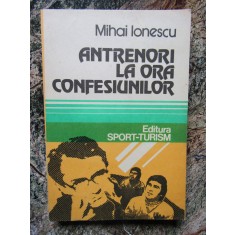 Mihai Ionescu
ANTRENORI
LA ORA
CONFESIUNILOR
Editura
SPORT-TURISM